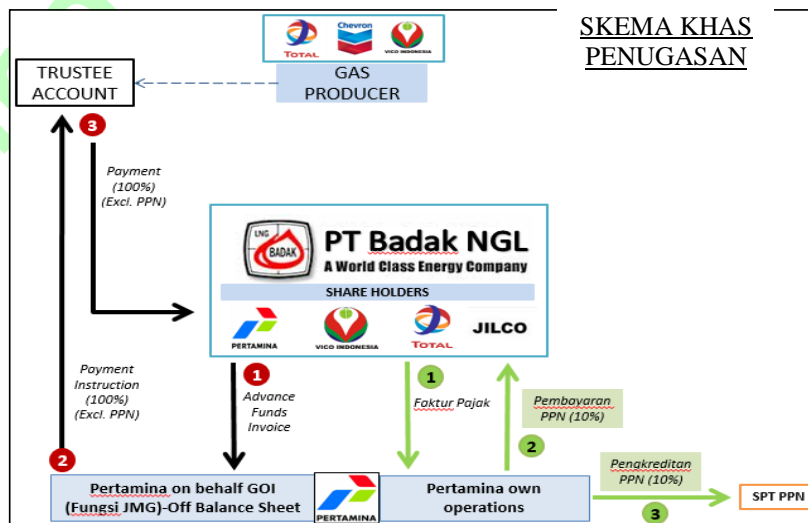 SKEMA KHAS
PENUGASAN
TOTAL
Chevron
VICO INDONESIA
GAS
PRODUCER
TRUSTEE
ACCOUNT
3
Payment
(100%)
(Excl. PPN)
LNG
BADAK
PT Badak NGL
A World Class Energy Company
SHARE HOLDERS
PERTAMINA
VICO INDONESIA
TOTAL
JILCO
Payment
Instruction
(100%)
(Excl. PPN)
1
Advance
Funds
Invoice
1
Faktur Pajak
Pembayaran
PPN (10%)
2
2
Pengkreditan
PPN (10%)
3
Pertamina on behalf GOI
(Fungsi JMG)-Off Balance Sheet
PERTAMINA
Pertamina own
operations
SPT PPN